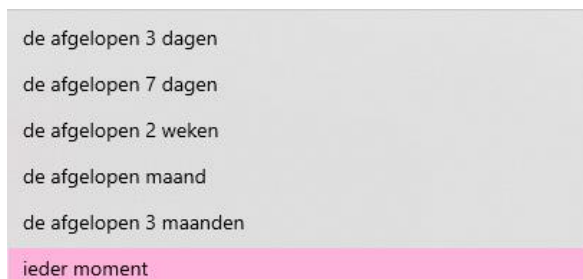 de afgelopen 3 dagen
de afgelopen 7 dagen
de afgelopen 2 weken
de afgelopen maand
de afgelopen 3 maanden
ieder moment